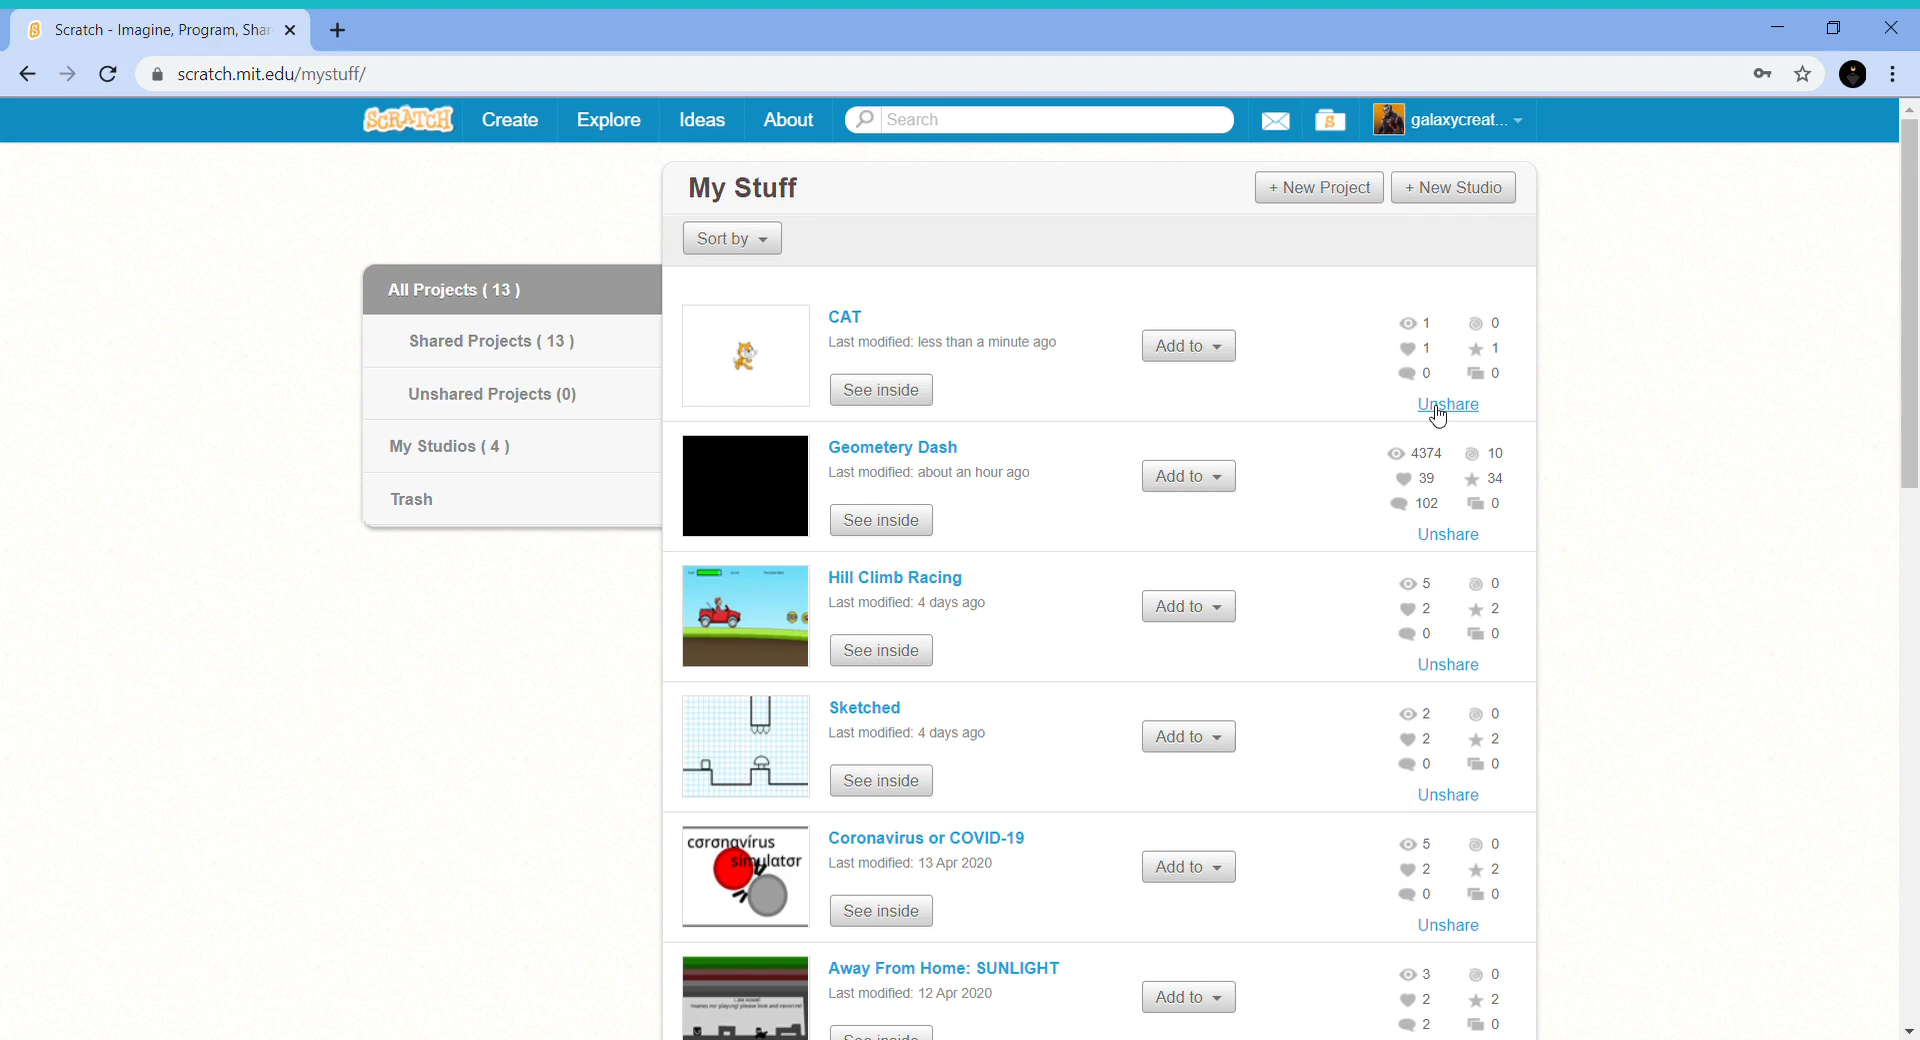 Scratch - Imagine, Program, Shar
scratch.mit.edu/mystuff/
SCRATCH
Create
Explore
Ideas
About
Search
S
galaxycreat...
My Stuff
+ New Project
+ New Studio
Sort by
All Projects ( 13 )
Shared Projects ( 13 )
Unshared Projects (0)
My Studios ( 4 )
Trash
CAT
Last modified: less than a minute ago
See inside
Add to
1 0
1 1
0 0
Unshare
Geometery Dash
Last modified: about an hour ago
See inside
Add to
4374 10
39 34
102 0
Unshare
Hill Climb Racing
Last modified: 4 days ago
See inside
Add to
5 0
2 2
0 0
Unshare
Sketched
Last modified: 4 days ago
See inside
Add to
2 0
2 2
0 0
Unshare
coronavirus
simulator
Coronavirus or COVID-19
Last modified: 13 Apr 2020
See inside
Add to
5 0
2 2
0 0
Unshare
Away From Home: SUNLIGHT
Last modified: 12 Apr 2020
See inside
Add to
3 0
2 2
2 0